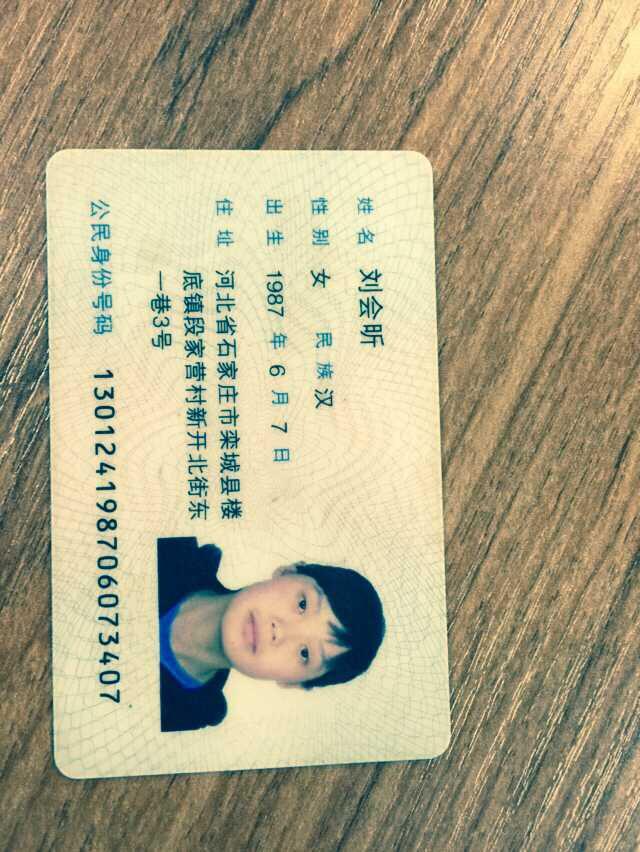 姓名 刘会昕
性别 女 民族 汉
出生 1987 年 6 月 7 日
住址 河北省石家庄市栾城县楼
底镇段家营村新开北街东
一巷3号
公民身份号码 130124198706073407